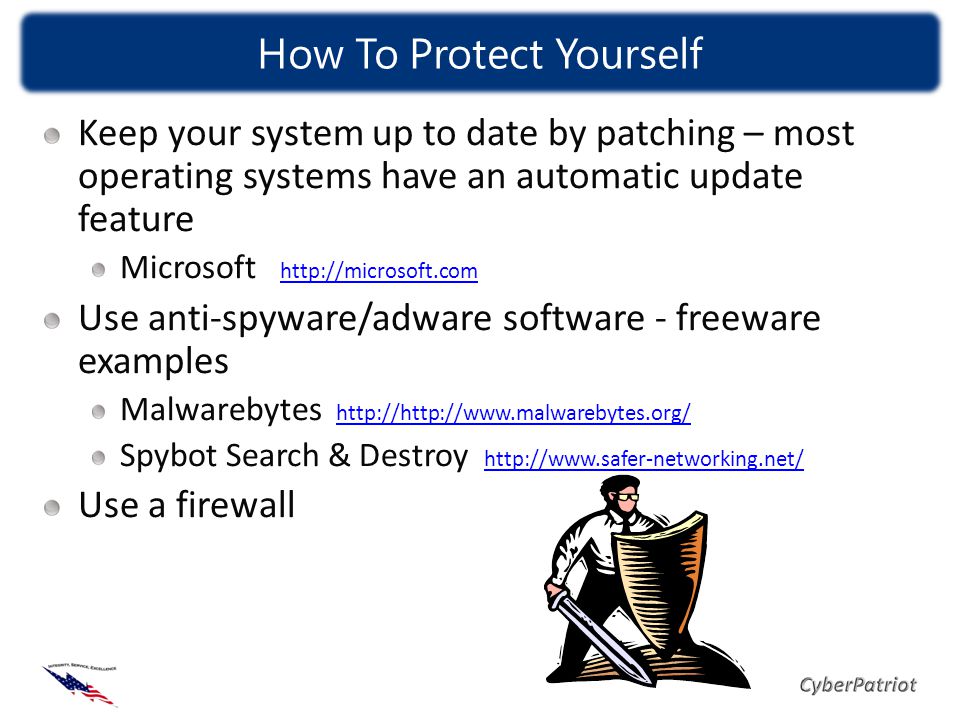 How To Protect Yourself
Keep your system up to date by patching – most
operating systems have an automatic update
feature
Microsoft http://microsoft.com
Use anti-spyware/adware software - freeware
examples
Malwarebytes http://http://www.malwarebytes.org/
Spybot Search & Destroy http://www.safer-networking.net/
Use a firewall
INTEGRITY, SERVICE, EXCELLENCE
CyberPatriot